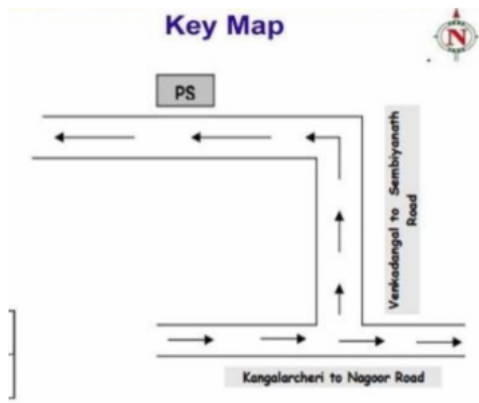 Key Map
N
PS
Venkadangal to Sembiyanath
Road
Kangalarcheri to Nagoor Road